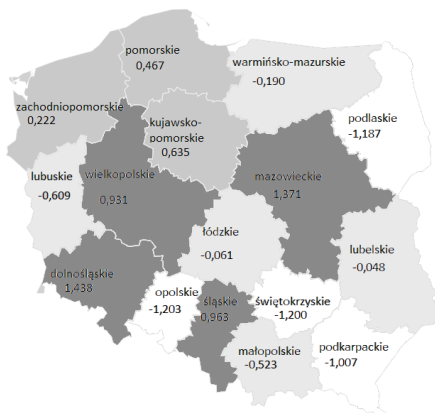 pomorskie
0,467
warmińsko-mazurskie
-0,190
zachodniopomorskie
0,222
kujawsko-
pomorskie
0,635
podlaskie
-1,187
lubuskie
-0,609
wielkopolskie
0,931
mazowieckie
1,371
łódzkie
-0,061
lubelskie
-0,048
dolnośląskie
1,438
opolskie
-1,203
śląskie
0,963
świętokrzyskie
-1,200
małopolskie
-0,523
podkarpackie
-1,007